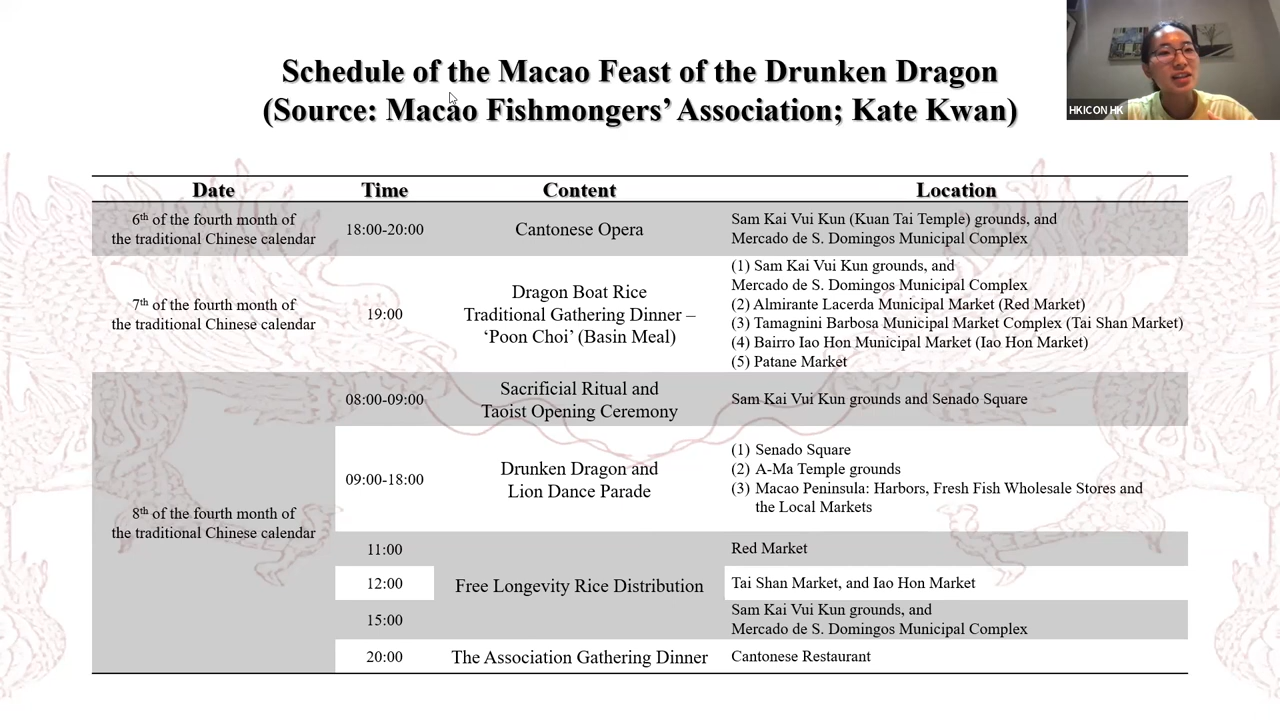 Schedule of the Macao Feast of the Drunken Dragon
(Source: Macao Fishmongers' Association; Kate Kwan)
HKICON HK
Date Time Content Location
6th of the fourth month of
the traditional Chinese calendar
18:00-20:00
Cantonese Opera
Sam Kai Vui Kun (Kuan Tai Temple) grounds, and
Mercado de S. Domingos Municipal Complex
7th of the fourth month of
the traditional Chinese calendar
19:00
Dragon Boat Rice
Traditional Gathering Dinner –
'Poon Choi' (Basin Meal)
(1) Sam Kai Vui Kun grounds, and
Mercado de S. Domingos Municipal Complex
(2) Almirante Lacerda Municipal Market (Red Market)
(3) Tamagnini Barbosa Municipal Market Complex (Tai Shan Market)
(4) Bairro Iao Hon Municipal Market (Iao Hon Market)
(5) Patane Market
8th of the fourth month of
the traditional Chinese calendar
08:00-09:00
Sacrificial Ritual and
Taoist Opening Ceremony
Sam Kai Vui Kun grounds and Senado Square
09:00-18:00
Drunken Dragon and
Lion Dance Parade
(1) Senado Square
(2) A-Ma Temple grounds
(3) Macao Peninsula: Harbors, Fresh Fish Wholesale Stores and
the Local Markets
11:00
Red Market
Free Longevity Rice Distribution
12:00
Tai Shan Market, and Iao Hon Market
15:00
Sam Kai Vui Kun grounds, and
Mercado de S. Domingos Municipal Complex
20:00
The Association Gathering Dinner
Cantonese Restaurant